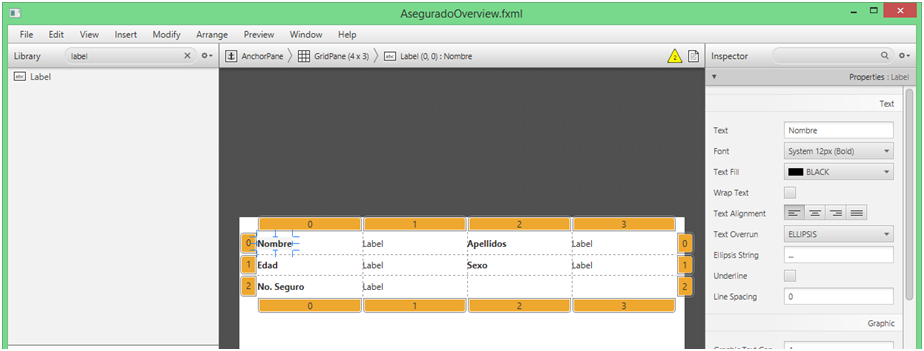 AseguradoOverview.fxml
File Edit View Insert Modify Arrange Preview Window Help
Library label AnchorPane GridPane (4 x 3) abc Label (0, 0) : Nombre 2 Inspector
abc Label Properties : Label
Text
Text Nombre
Font System 12px (Bold)
Text Fill BLACK
Wrap Text
Text Alignment
0 1 2 3
Text Overrun ELLIPSIS
0 Nombre Label Apellidos Label 0
Ellipsis String ...
1 Edad Label Sexo Label 1
Underline
2 No. Seguro Label 2
Line Spacing 0
0 1 2 3
Graphic